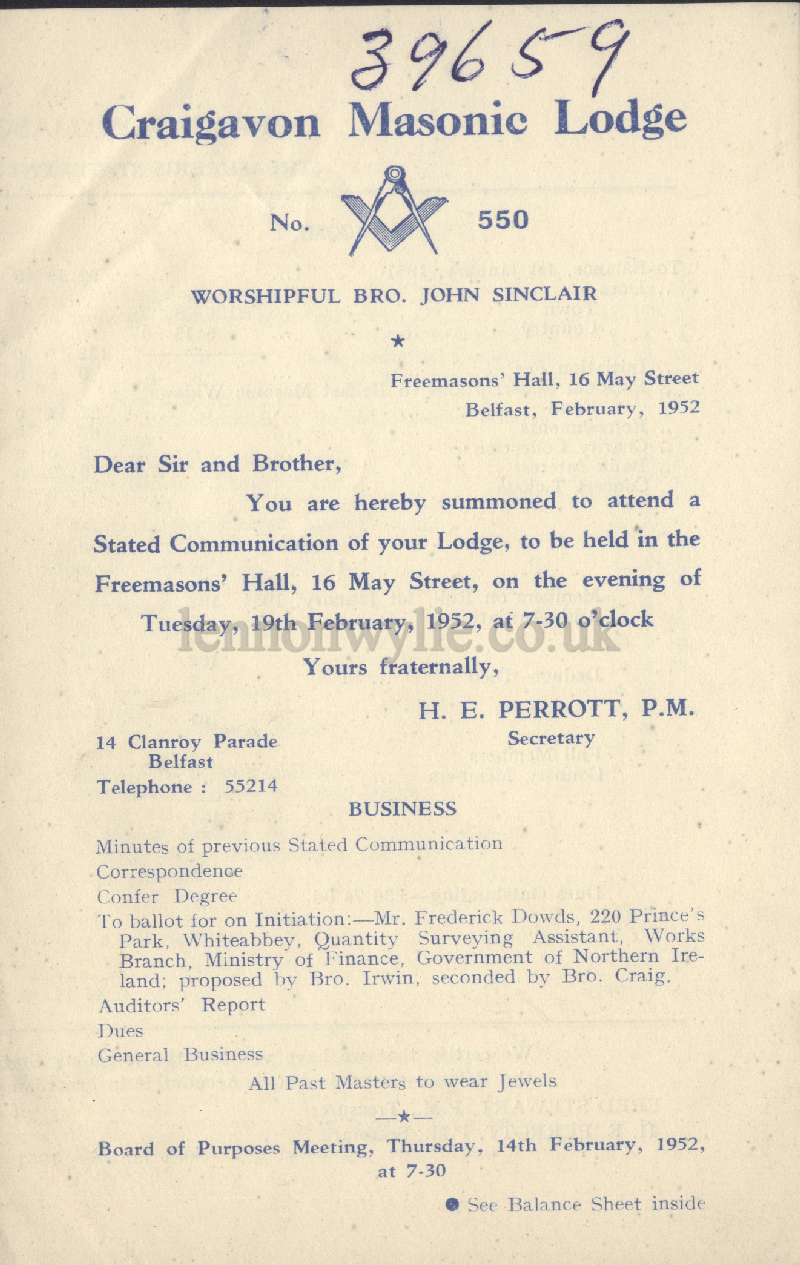 39659
Craigavon Masonic Lodge
No. 550
WORSHIPFUL BRO. JOHN SINCLAIR
Freemasons' Hall, 16 May Street
Belfast, February, 1952
Dear Sir and Brother,
You are hereby summoned to attend a
Stated Communication of your Lodge, to be held in the
Freemasons' Hall, 16 May Street, on the evening of
Tuesday, 19th February, 1952, at 7-30 o'clock
lennonwylie.co.uk
Yours fraternally,
H. E. PERROTT, P.M.
Secretary
14 Clanroy Parade
Belfast
Telephone : 55214
BUSINESS
Minutes of previous Stated Communication
Correspondence
Confer Degree
To ballot for on Initiation:—Mr. Frederick Dowds, 220 Prince's
Park, Whiteabbey, Quantity Surveying Assistant, Works
Branch, Ministry of Finance, Government of Northern Ire-
land; proposed by Bro. Irwin, seconded by Bro. Craig.
Auditors' Report
Dues
General Business
All Past Masters to wear Jewels
Board of Purposes Meeting, Thursday, 14th February, 1952,
at 7-30
See Balance Sheet inside